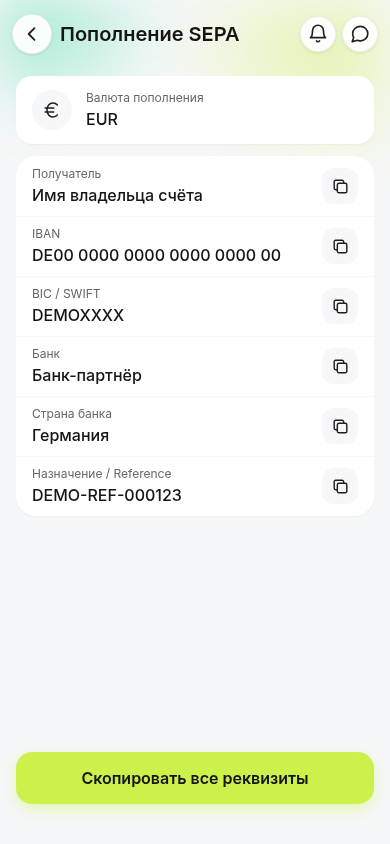 Пополнение SEPA
Валюта пополнения
€
EUR
Получатель
Имя владельца счёта
IBAN
DE00 0000 0000 0000 0000 00
BIC / SWIFT
DEMOXXXX
Банк
Банк-партнёр
Страна банка
Германия
Назначение / Reference
DEMO-REF-000123
Скопировать все реквизиты